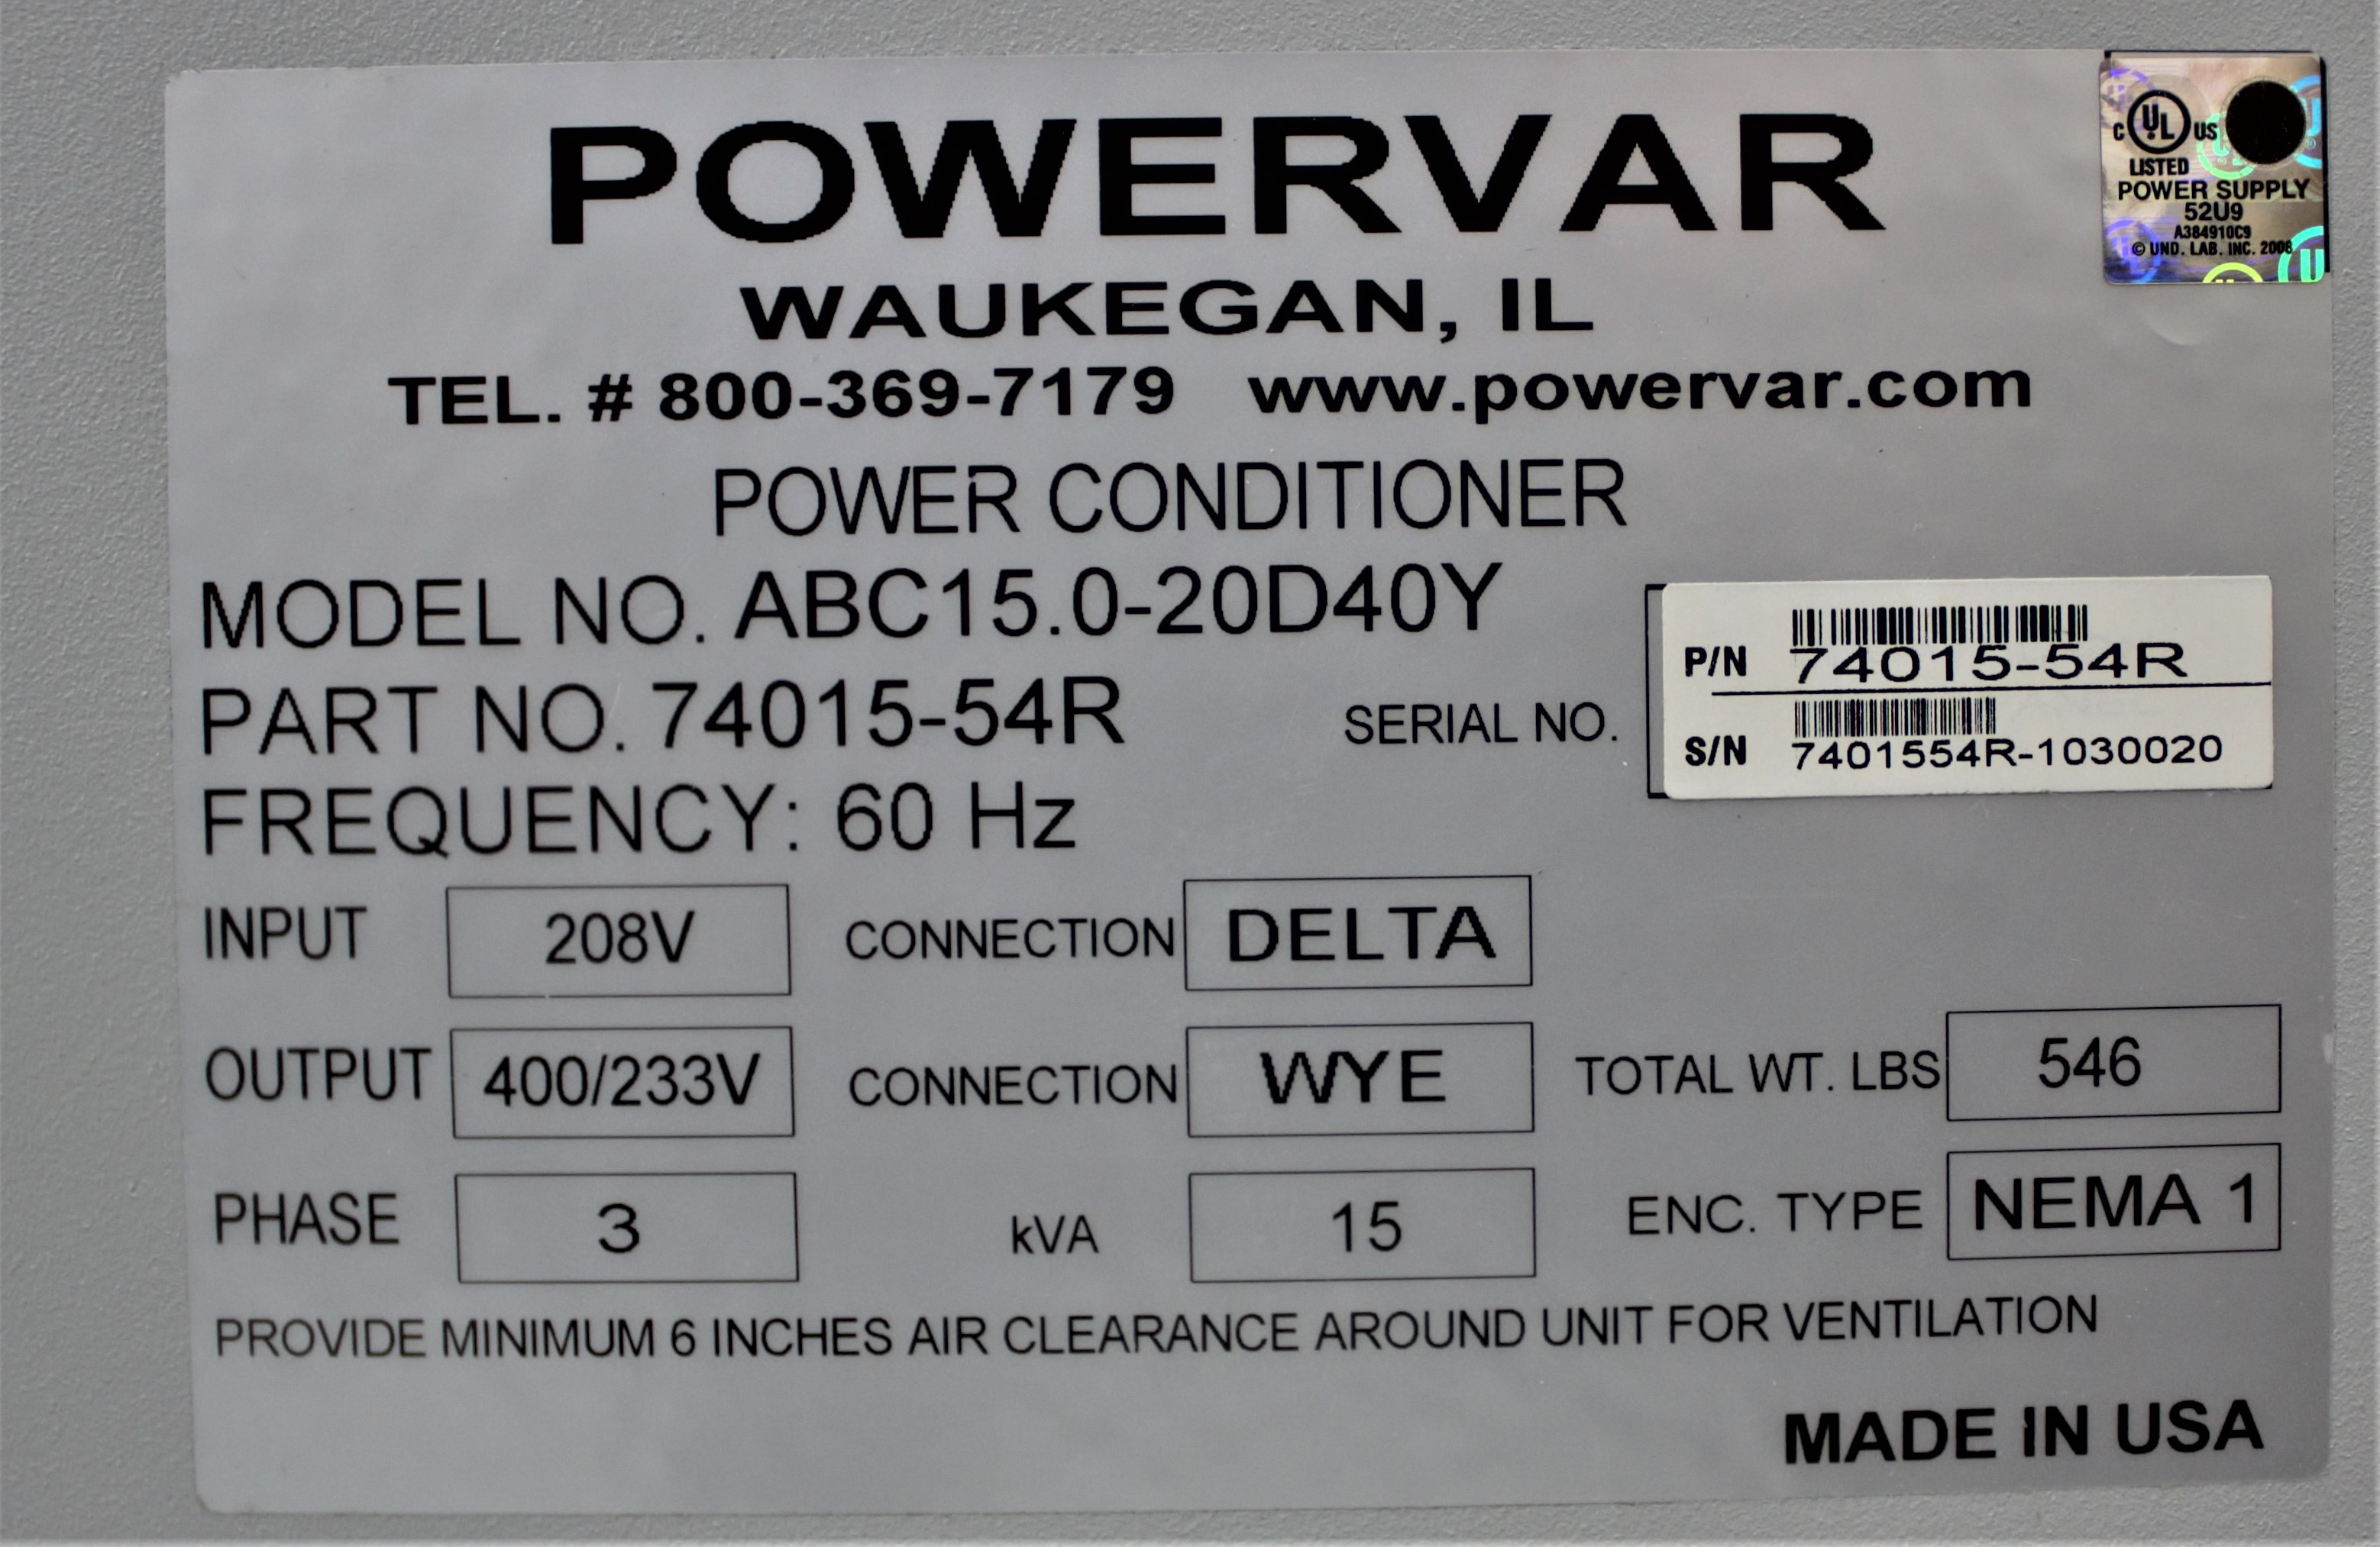 POWERVAR
WAUKEGAN, IL
TEL. # 800-369-7179 www.powervar.com
C UL US
LISTED
POWER SUPPLY
52U9
A384910C9
© UND. LAB. INC. 2008
POWER CONDITIONER
MODEL NO. ABC15.0-20D40Y
PART NO. 74015-54R
SERIAL NO.
P/N 74015-54R
S/N 7401554R-1030020
FREQUENCY: 60 Hz
INPUT 208V CONNECTION DELTA
OUTPUT 400/233V CONNECTION WYE TOTAL WT. LBS 546
PHASE 3 kVA 15 ENC. TYPE NEMA 1
PROVIDE MINIMUM 6 INCHES AIR CLEARANCE AROUND UNIT FOR VENTILATION
MADE IN USA